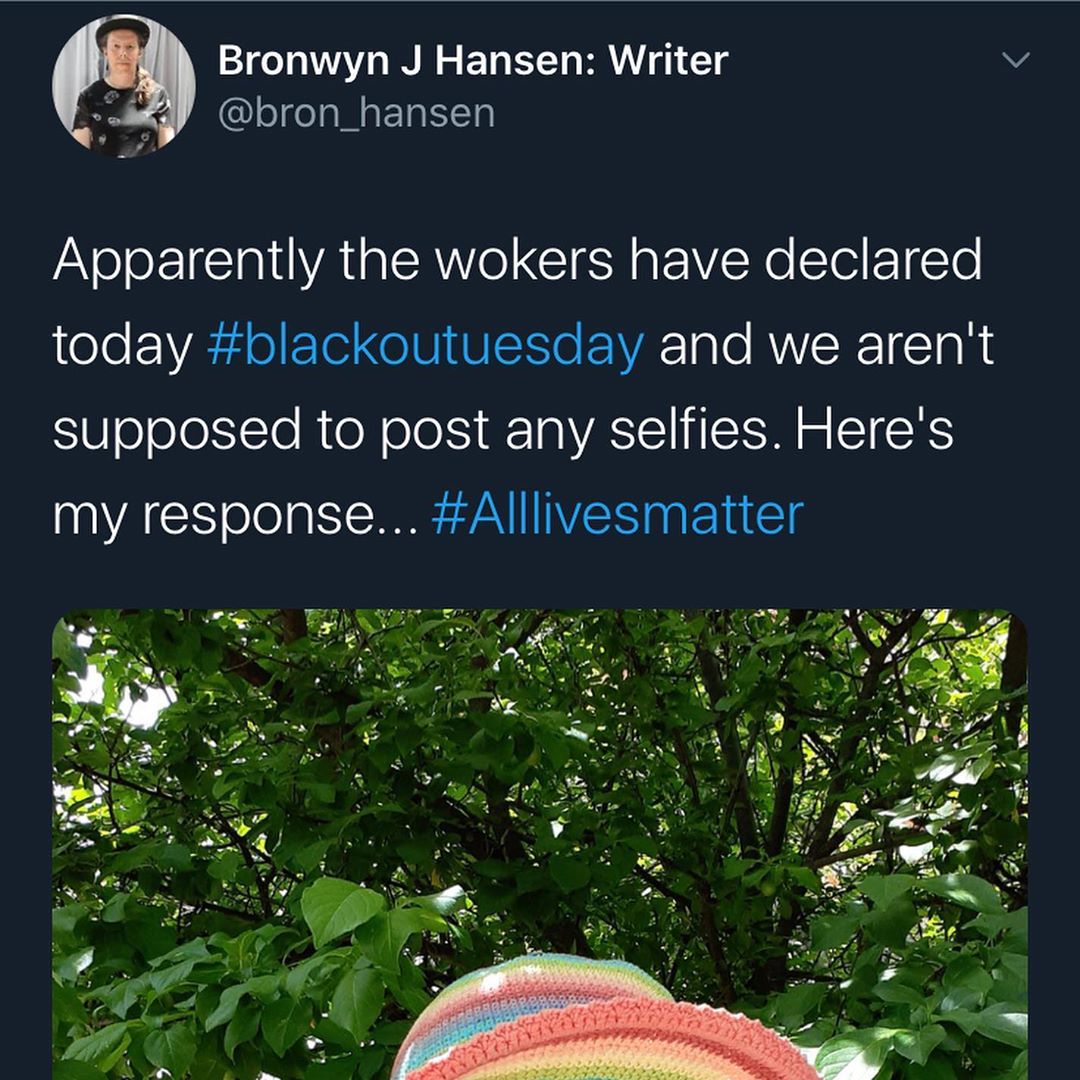 Bronwyn J Hansen: Writer
@bron_hansen
Apparently the wokers have declared
today #blackoutuesday and we aren't
supposed to post any selfies. Here's
my response... #Alllivesmatter